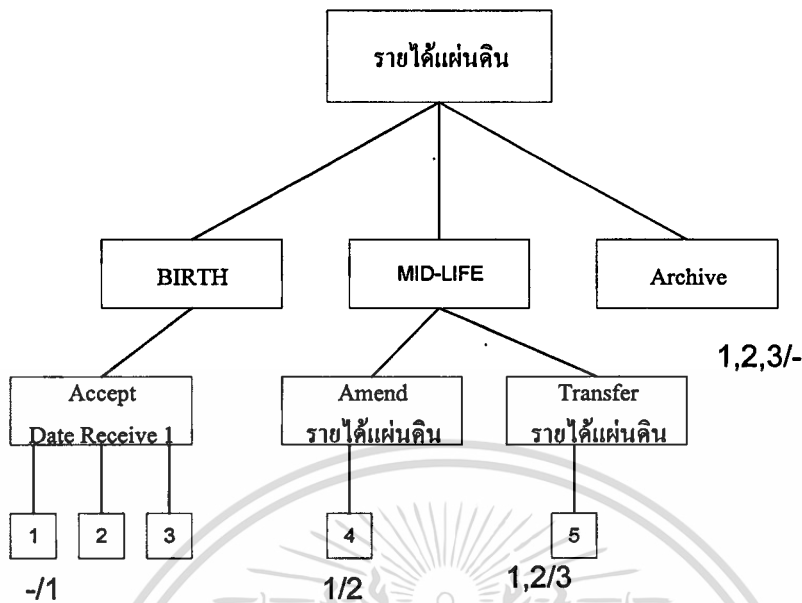 รายได้แผ่นดิน
BIRTH
MID-LIFE
Archive
1,2,3/-
Accept
Date Receive 1
Amend
รายได้แผ่นดิน
Transfer
รายได้แผ่นดิน
1
2
3
4
5
-/1
1/2
1,2/3